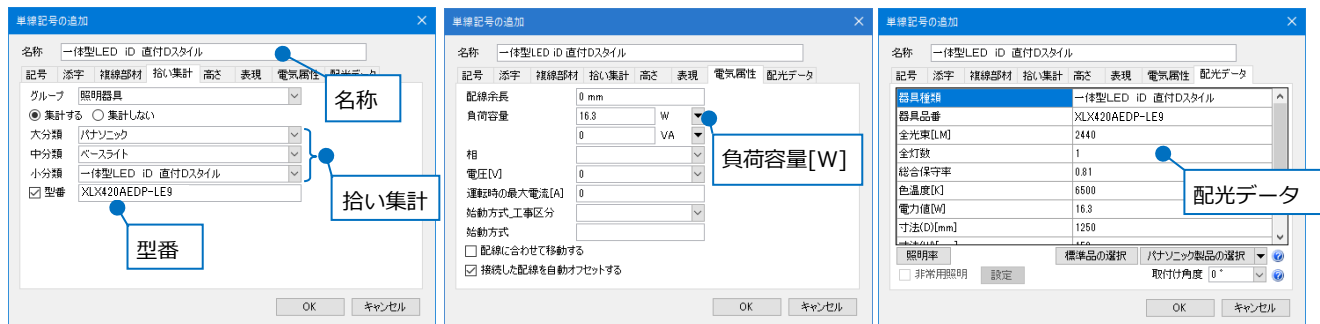 単線記号の追加
名称 一体型LED iD 直付Dスタイル
記号 添字 複線部材 拾い集計 高さ 表現 電気属性 配光データ
グループ 照明器具
集計する 集計しない
大分類 パナソニック
中分類 ベースライト
小分類 一体型LED iD 直付Dスタイル
型番 XLX420AEDP-LE9
OK キャンセル
名称
拾い集計
型番
単線記号の追加
名称 一体型LED iD 直付Dスタイル
記号 添字 複線部材 拾い集計 高さ 表現 電気属性 配光データ
配線余長 0 mm
負荷容量 16.3 W
0 VA
相
電圧[V] 0
運転時の最大電流[A] 0
始動方式_工事区分
始動方式
配線に合わせて移動する
接続した配線を自動オフセットする
OK キャンセル
負荷容量[W]
単線記号の追加
名称 一体型LED iD 直付Dスタイル
記号 添字 複線部材 拾い集計 高さ 表現 電気属性 配光データ
器具種類 一体型LED iD 直付Dスタイル
器具品番 XLX420AEDP-LE9
全光束[LM] 2440
全灯数 1
総合保守率 0.81
色温度[K] 6500
電力値[W] 16.3
寸法(D)[mm] 1250
照明率 標準品の選択 パナソニック製品の選択
非常用照明 設定 取付け角度 0°
OK キャンセル
配光データ